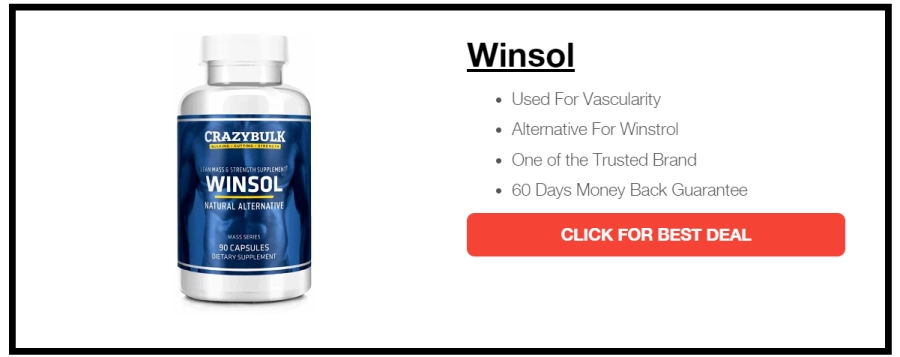 Winsol
Used For Vascularity
Alternative For Winstrol
One of the Trusted Brand
60 Days Money Back Guarantee
CLICK FOR BEST DEAL
CRAZYBULK
BULKING • CUTTING • STRENGTH
LEAN MASS & STRENGTH SUPPLEMENT
WINSOL
NATURAL ALTERNATIVE
MASS SERIES
90 CAPSULES
DIETARY SUPPLEMENT